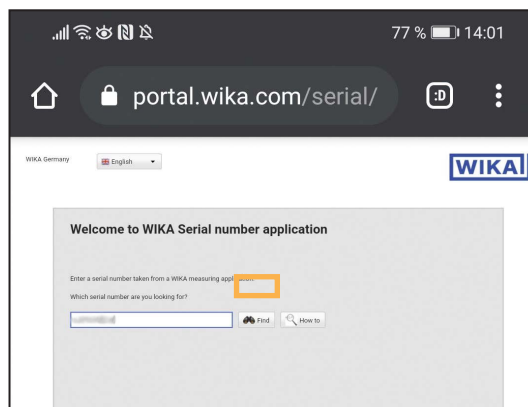 77 % 14:01
portal.wika.com/serial/ :D
WIKA Germany English WIKA
Welcome to WIKA Serial number application
Enter a serial number taken from a WIKA measuring application.
Which serial number are you looking for?
Find How to